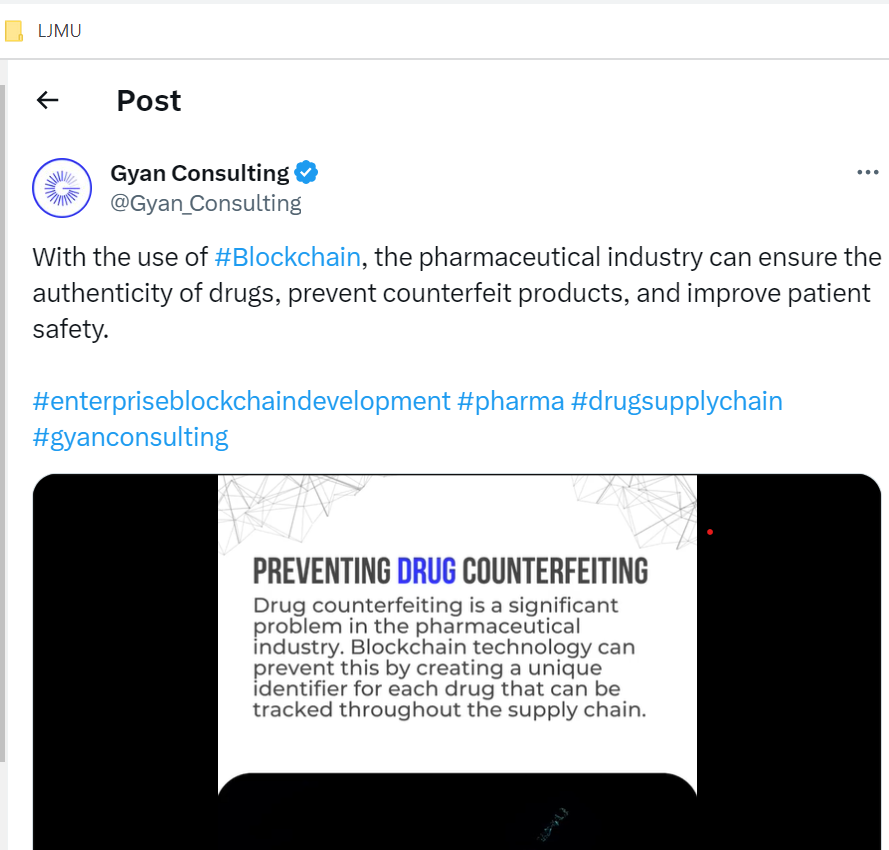 LJMU
Post
Gyan Consulting
@Gyan_Consulting
With the use of #Blockchain, the pharmaceutical industry can ensure the
authenticity of drugs, prevent counterfeit products, and improve patient
safety.
#enterpriseblockchaindevelopment #pharma #drugsupplychain
#gyanconsulting
PREVENTING DRUG COUNTERFEITING
Drug counterfeiting is a significant
problem in the pharmaceutical
industry. Blockchain technology can
prevent this by creating a unique
identifier for each drug that can be
tracked throughout the supply chain.